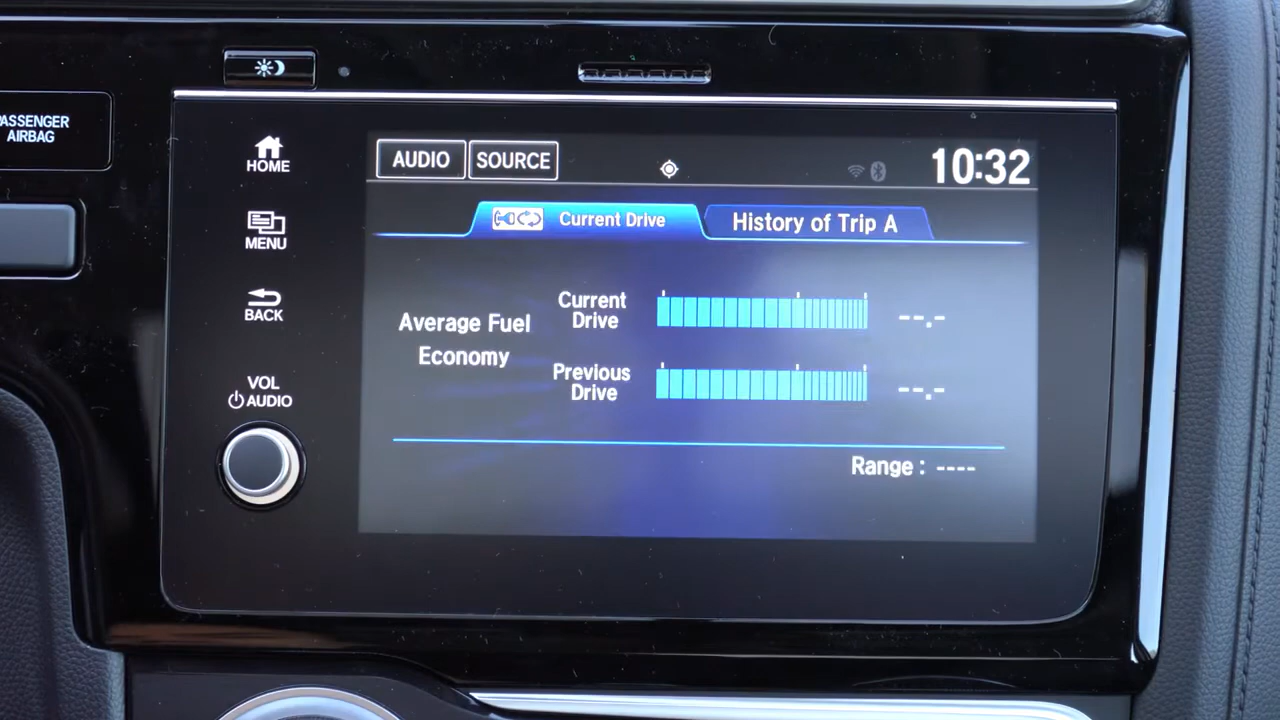 PASSENGER
AIRBAG
HOME
MENU
BACK
VOL
AUDIO
AUDIO SOURCE
10:32
Current Drive
History of Trip A
Average Fuel
Economy
Current
Drive
--.-
Previous
Drive
--.-
Range : ----